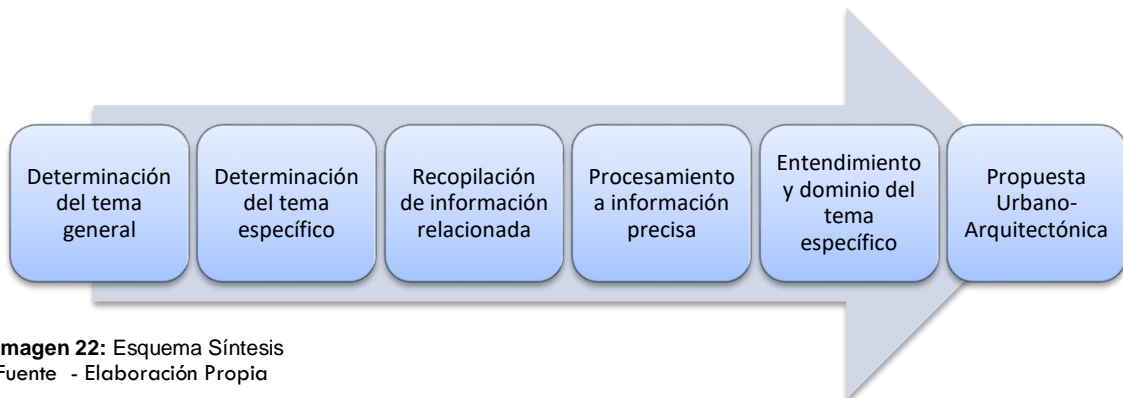 Determinación
del tema
general
Determinación
del tema
específico
Recopilación
de información
relacionada
Procesamiento
a información
precisa
Entendimiento
y dominio del
tema
específico
Propuesta
Urbano-
Arquitectónica
magen 22: Esquema Síntesis
Fuente - Elaboración Propia